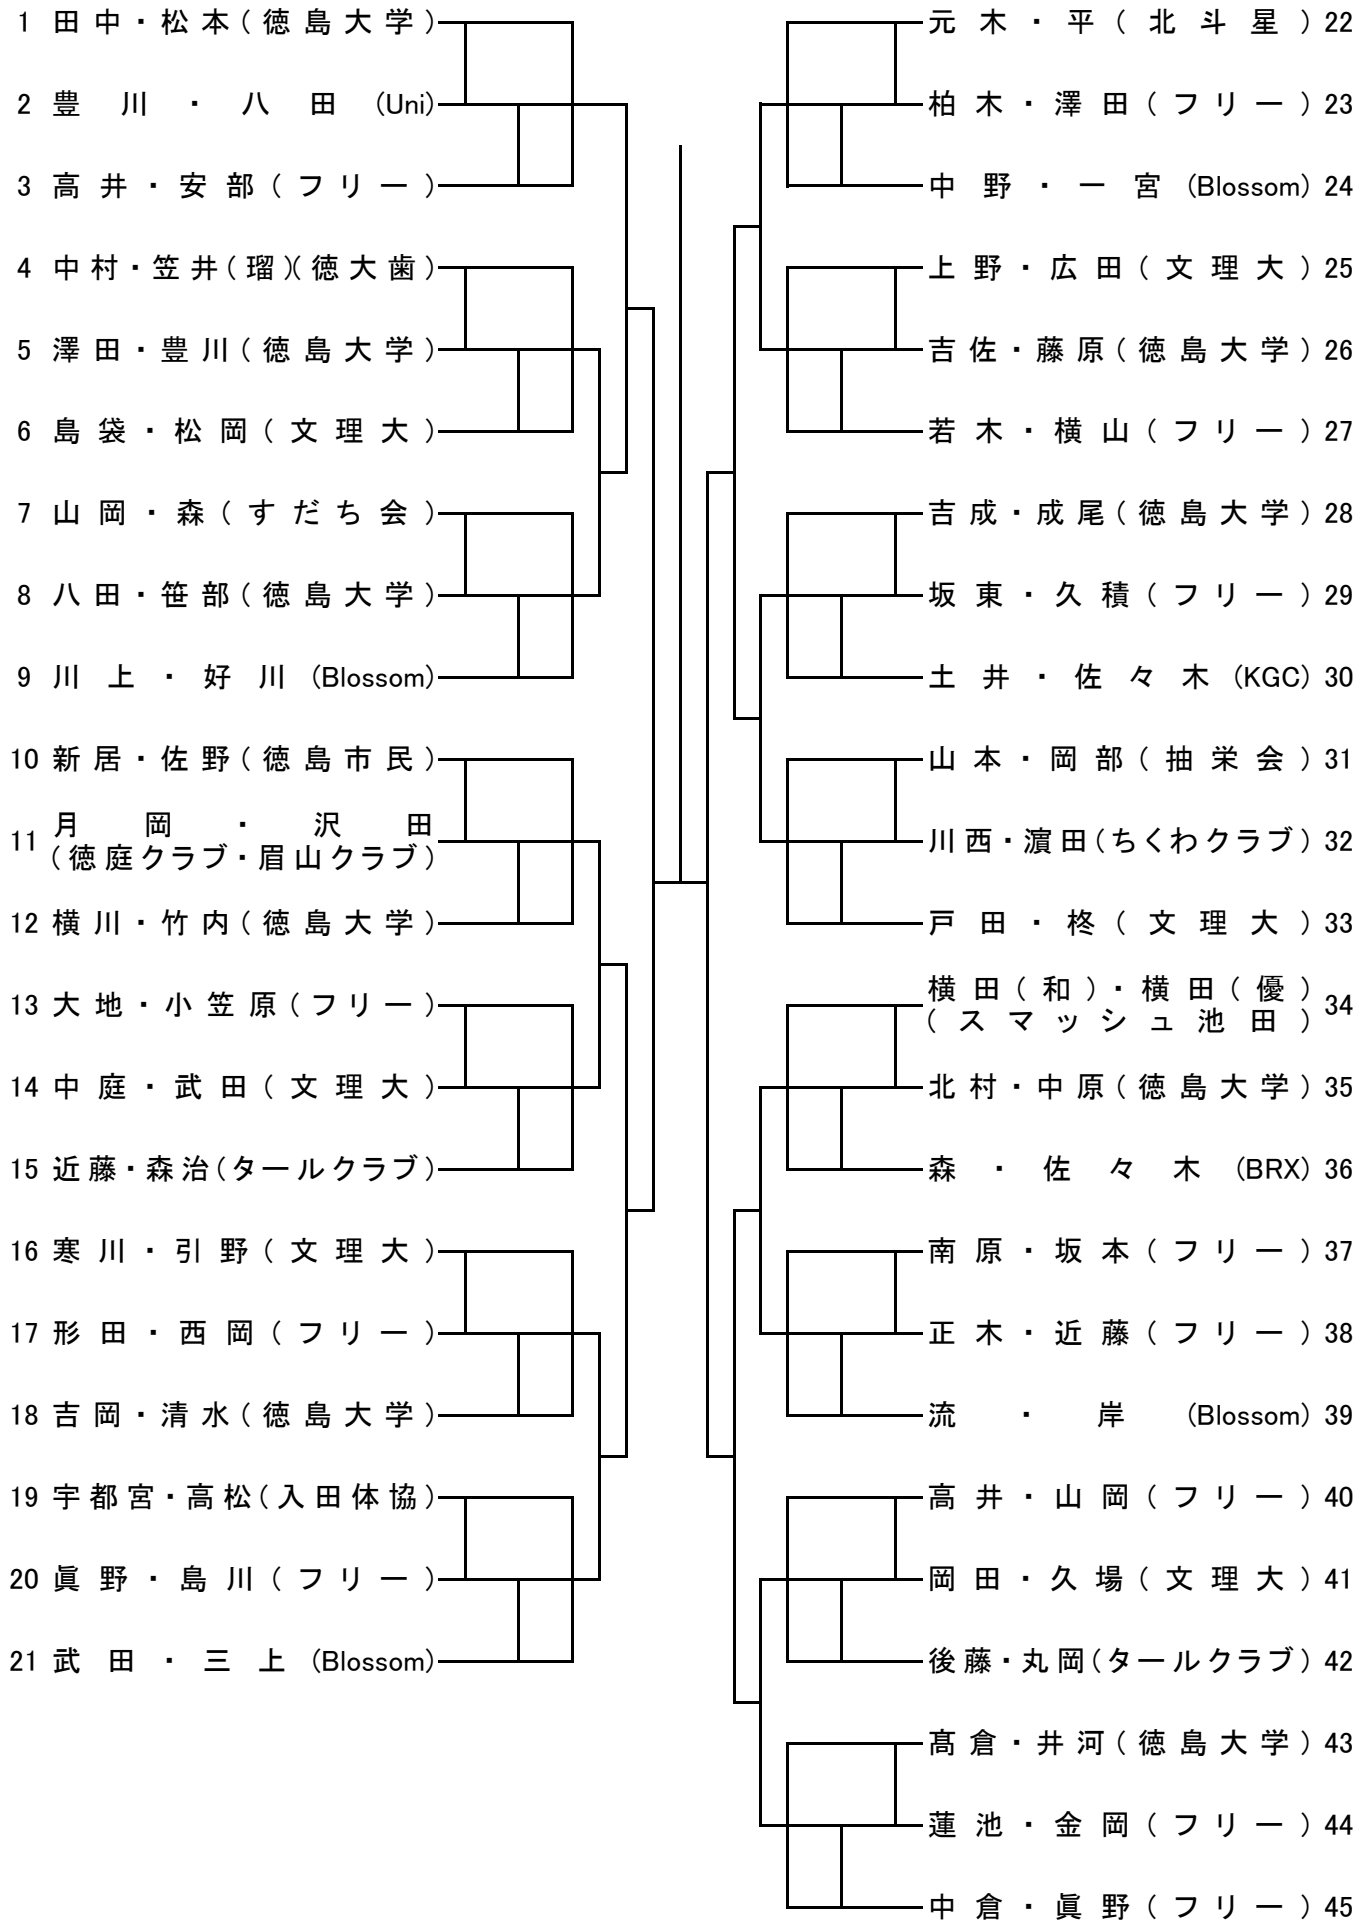 1 田中・松本(徳島大学)
2 豊川・八田(Uni)
3 高井・安部(フリー)
4 中村・笠井(瑠)(徳大歯)
5 澤田・豊川(徳島大学)
6 島袋・松岡(文理大)
7 山岡・森(すだち会)
8 八田・笹部(徳島大学)
9 川上・好川(Blossom)
10 新居・佐野(徳島市民)
11 月岡・沢田
(徳庭クラブ・眉山クラブ)
12 横川・竹内(徳島大学)
13 大地・小笠原(フリー)
14 中庭・武田(文理大)
15 近藤・森治(タールクラブ)
16 寒川・引野(文理大)
17 形田・西岡(フリー)
18 吉岡・清水(徳島大学)
19 宇都宮・高松(入田体協)
20 眞野・島川(フリー)
21 武田・三上(Blossom)
元木・平(北斗星) 22
柏木・澤田(フリー) 23
中野・一宮(Blossom) 24
上野・広田(文理大) 25
吉佐・藤原(徳島大学) 26
若木・横山(フリー) 27
吉成・成尾(徳島大学) 28
坂東・久積(フリー) 29
土井・佐々木(KGC) 30
山本・岡部(抽栄会) 31
川西・濵田(ちくわクラブ) 32
戸田・柊(文理大) 33
横田(和)・横田(優) 34
(スマッシュ池田)
北村・中原(徳島大学) 35
森・佐々木(BRX) 36
南原・坂本(フリー) 37
正木・近藤(フリー) 38
流・岸(Blossom) 39
高井・山岡(フリー) 40
岡田・久場(文理大) 41
後藤・丸岡(タールクラブ) 42
髙倉・井河(徳島大学) 43
蓮池・金岡(フリー) 44
中倉・眞野(フリー) 45